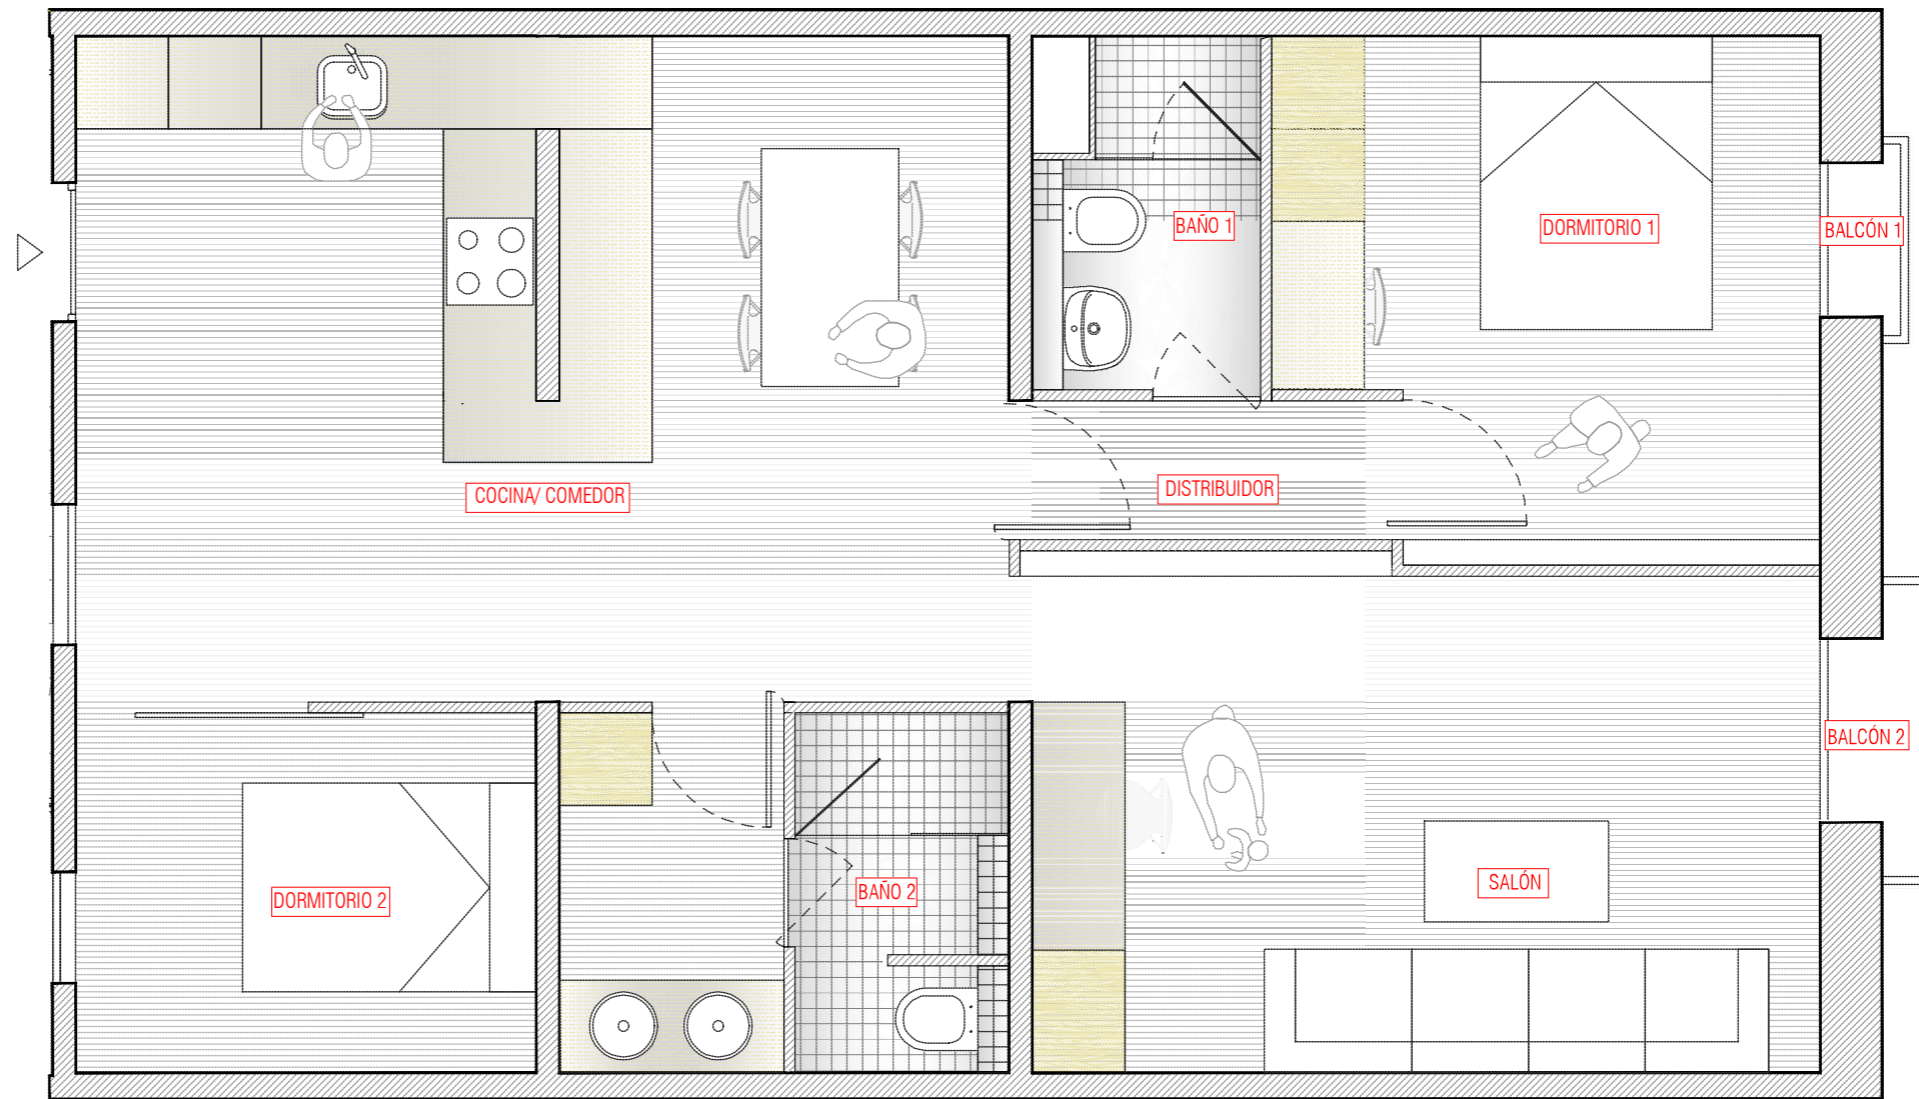 BAÑO 1
DORMITORIO 1
BALCÓN 1
COCINA/ COMEDOR
DISTRIBUIDOR
BALCÓN 2
DORMITORIO 2
BAÑO 2
SALÓN